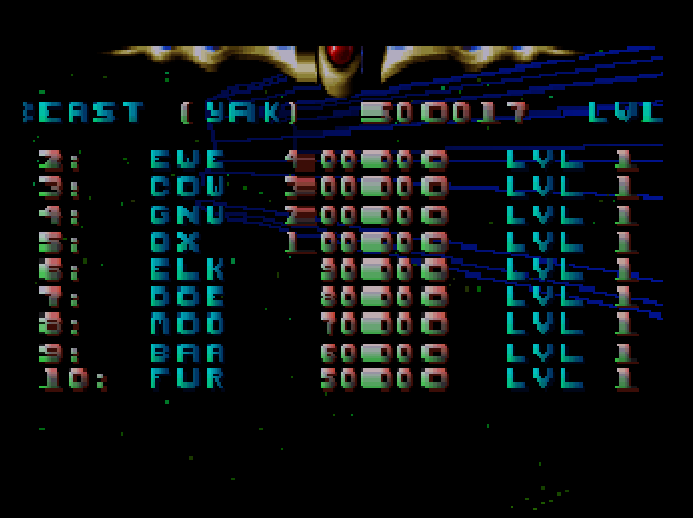 BEAST (YAK) 500017 LVL
2: EWE 400000 LVL 1
3: COW 300000 LVL 1
4: GNU 200000 LVL 1
5: OX 100000 LVL 1
6: ELK 90000 LVL 1
7: DOE 80000 LVL 1
8: MOO 70000 LVL 1
9: BAA 60000 LVL 1
10: FUR 50000 LVL 1